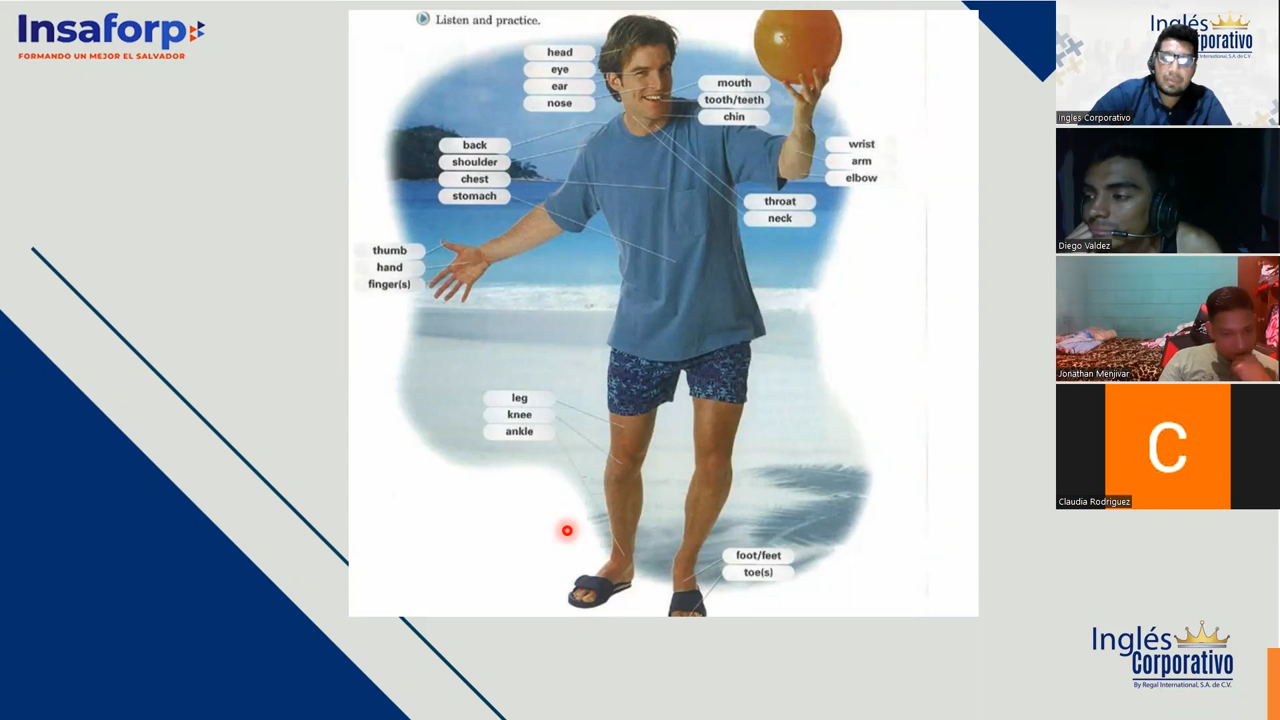 Insaforp
FORMANDO UN MEJOR EL SALVADOR
Listen and practice.
head
eye
ear
nose
mouth
tooth/teeth
chin
back
shoulder
chest
stomach
wrist
arm
elbow
throat
neck
thumb
hand
finger(s)
leg
knee
ankle
foot/feet
toe(s)
Inglés
Corporativo
By Regal International, S.A. de C.V.
Inglés
orporativo
Ingles Corporativo
Diego Valdez
Jonathan Menjivar
C
Claudia Rodriguez